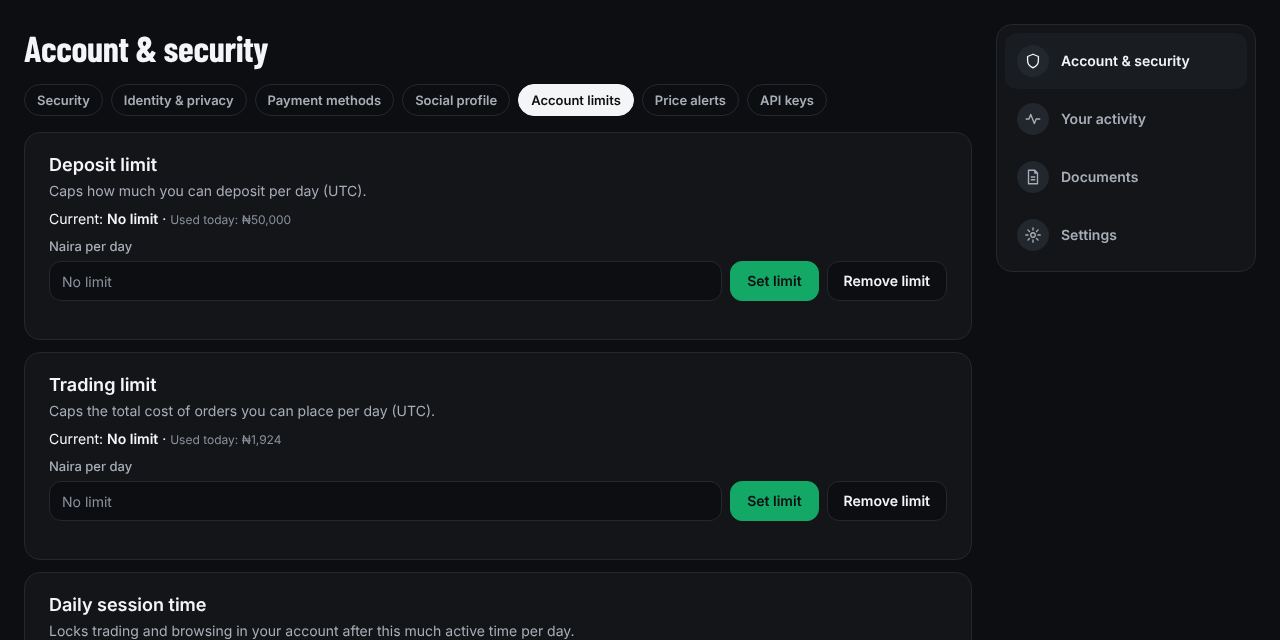 Account & security
Security
Identity & privacy
Payment methods
Social profile
Account limits
Price alerts
API keys
Deposit limit
Caps how much you can deposit per day (UTC).
Current: No limit · Used today: ₦50,000
Naira per day
No limit
Set limit
Remove limit
Trading limit
Caps the total cost of orders you can place per day (UTC).
Current: No limit · Used today: ₦1,924
Naira per day
No limit
Set limit
Remove limit
Daily session time
Locks trading and browsing in your account after this much active time per day.
Account & security
Your activity
Documents
Settings